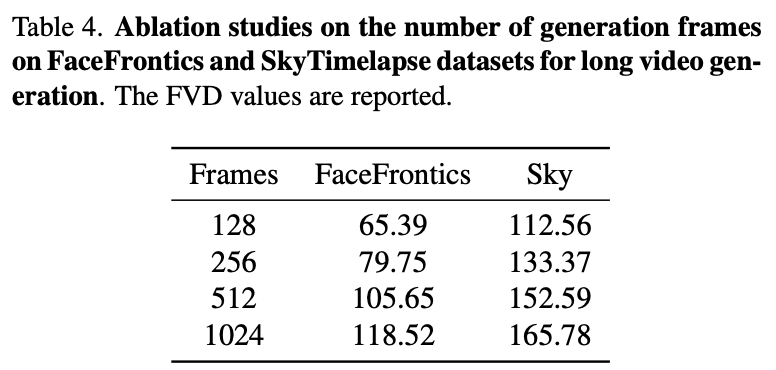 Table 4. Ablation studies on the number of generation frames
on FaceFrontics and SkyTimelapse datasets for long video gen-
eration. The FVD values are reported.
Frames FaceFrontics Sky
128 65.39 112.56
256 79.75 133.37
512 105.65 152.59
1024 118.52 165.78